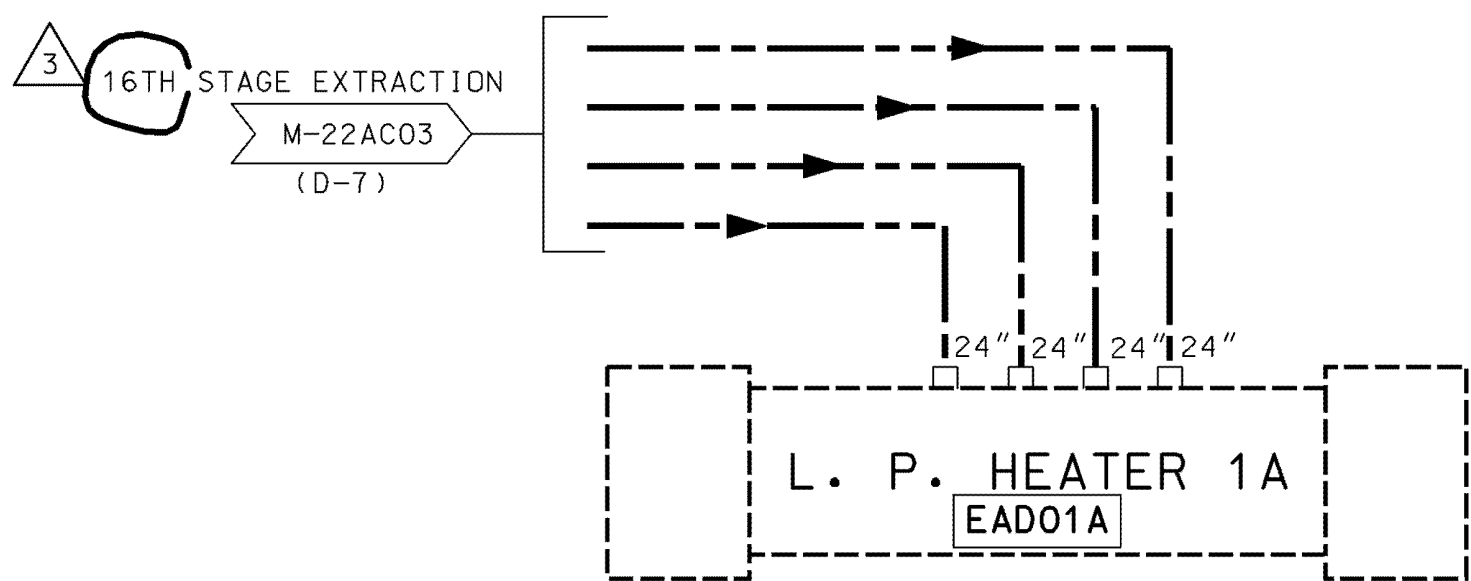 3
16TH STAGE EXTRACTION
M-22AC03
(D-7)
24" 24" 24" 24"
L. P. HEATER 1A
EAD01A